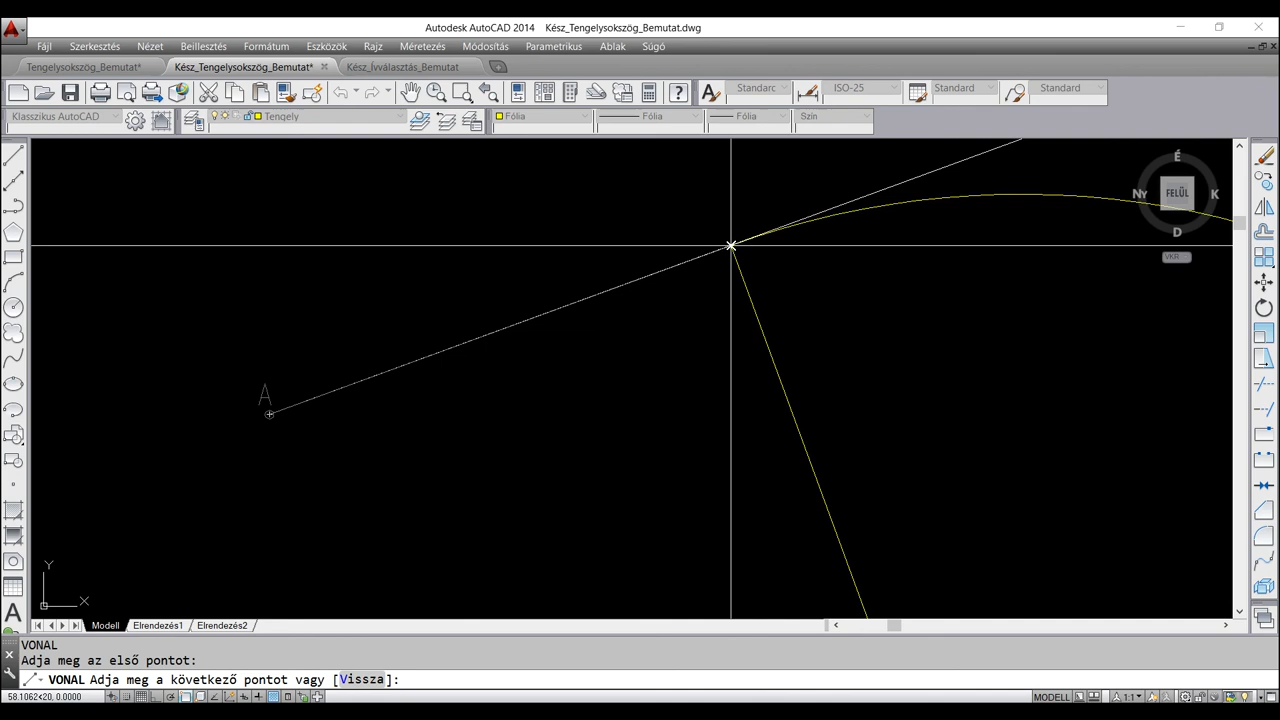 Autodesk AutoCAD 2014 Kész_Tengelysokszög_Bemutat.dwg
Fájl Szerkesztés Nézet Beillesztés Formátum Eszközök Rajz Méretezés Módosítás Parametrikus Ablak Súgó
Tengelysokszög_Bemutat* Kész_Tengelysokszög_Bemutat* Kész_Ívválasztás_Bemutat
Standarc ISO-25 Standard Standard
Klasszikus AutoCAD Tengely Fólia Fólia Fólia Szín
É
NY FELÜL K
D
VKR
A
Y
X
A
Modell Elrendezés1 Elrendezés2
VONAL
Adja meg az első pontot:
VONAL Adja meg a következő pontot vagy [Vissza]:
58.1062<20, 0.0000 MODELL 1:1